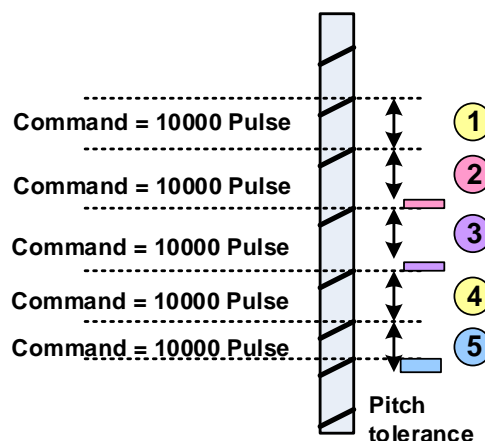 Command = 10000 Pulse
1
Command = 10000 Pulse
2
Command = 10000 Pulse
3
Command = 10000 Pulse
4
Command = 10000 Pulse
5
Pitch
tolerance